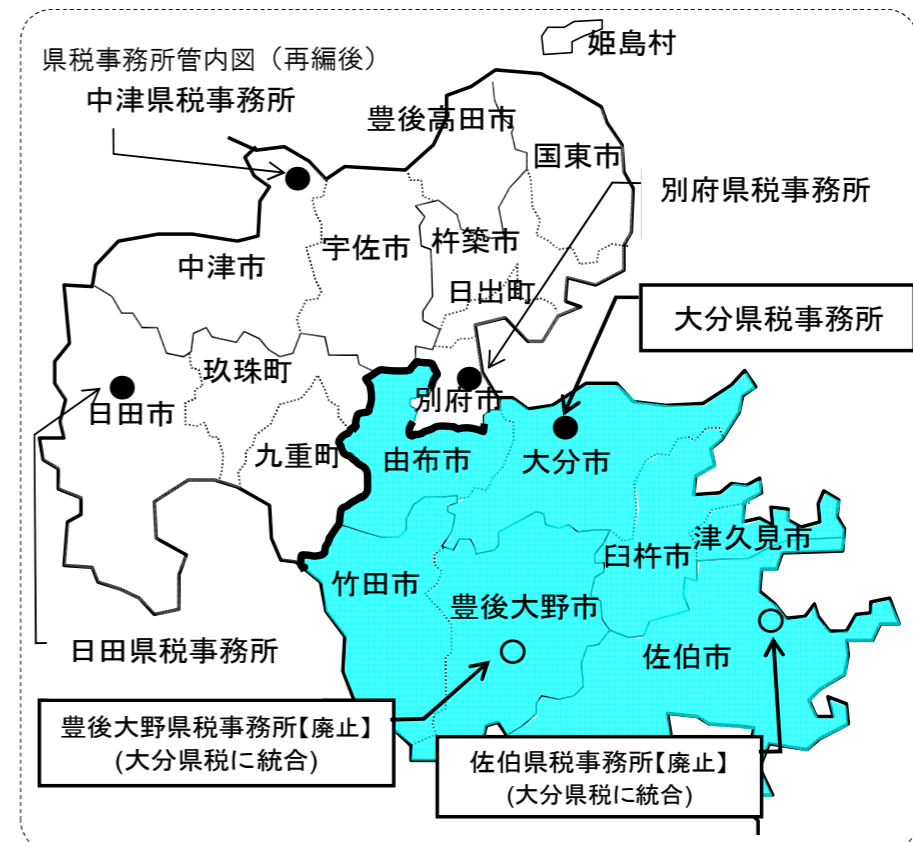 姫島村
県税事務所管内図（再編後）
中津県税事務所
豊後高田市
国東市
別府県税事務所
宇佐市
杵築市
中津市
日出町
大分県税事務所
玖珠町
日田市
別府市
九重町
由布市
大分市
津久見市
臼杵市
竹田市
豊後大野市
日田県税事務所
佐伯市
豊後大野県税事務所【廃止】
(大分県税に統合)
佐伯県税事務所【廃止】
(大分県税に統合)